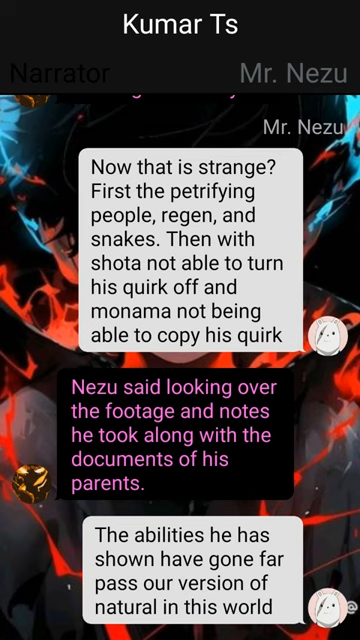 Kumar Ts
Narrator
Mr. Nezu
Mr. Nezu
Now that is strange?
First the petrifying
people, regen, and
snakes. Then with
shota not able to turn
his quirk off and
monama not being
able to copy his quirk
Nezu said looking over
the footage and notes
he took along with the
documents of his
parents.
The abilities he has
shown have gone far
pass our version of
natural in this world
@